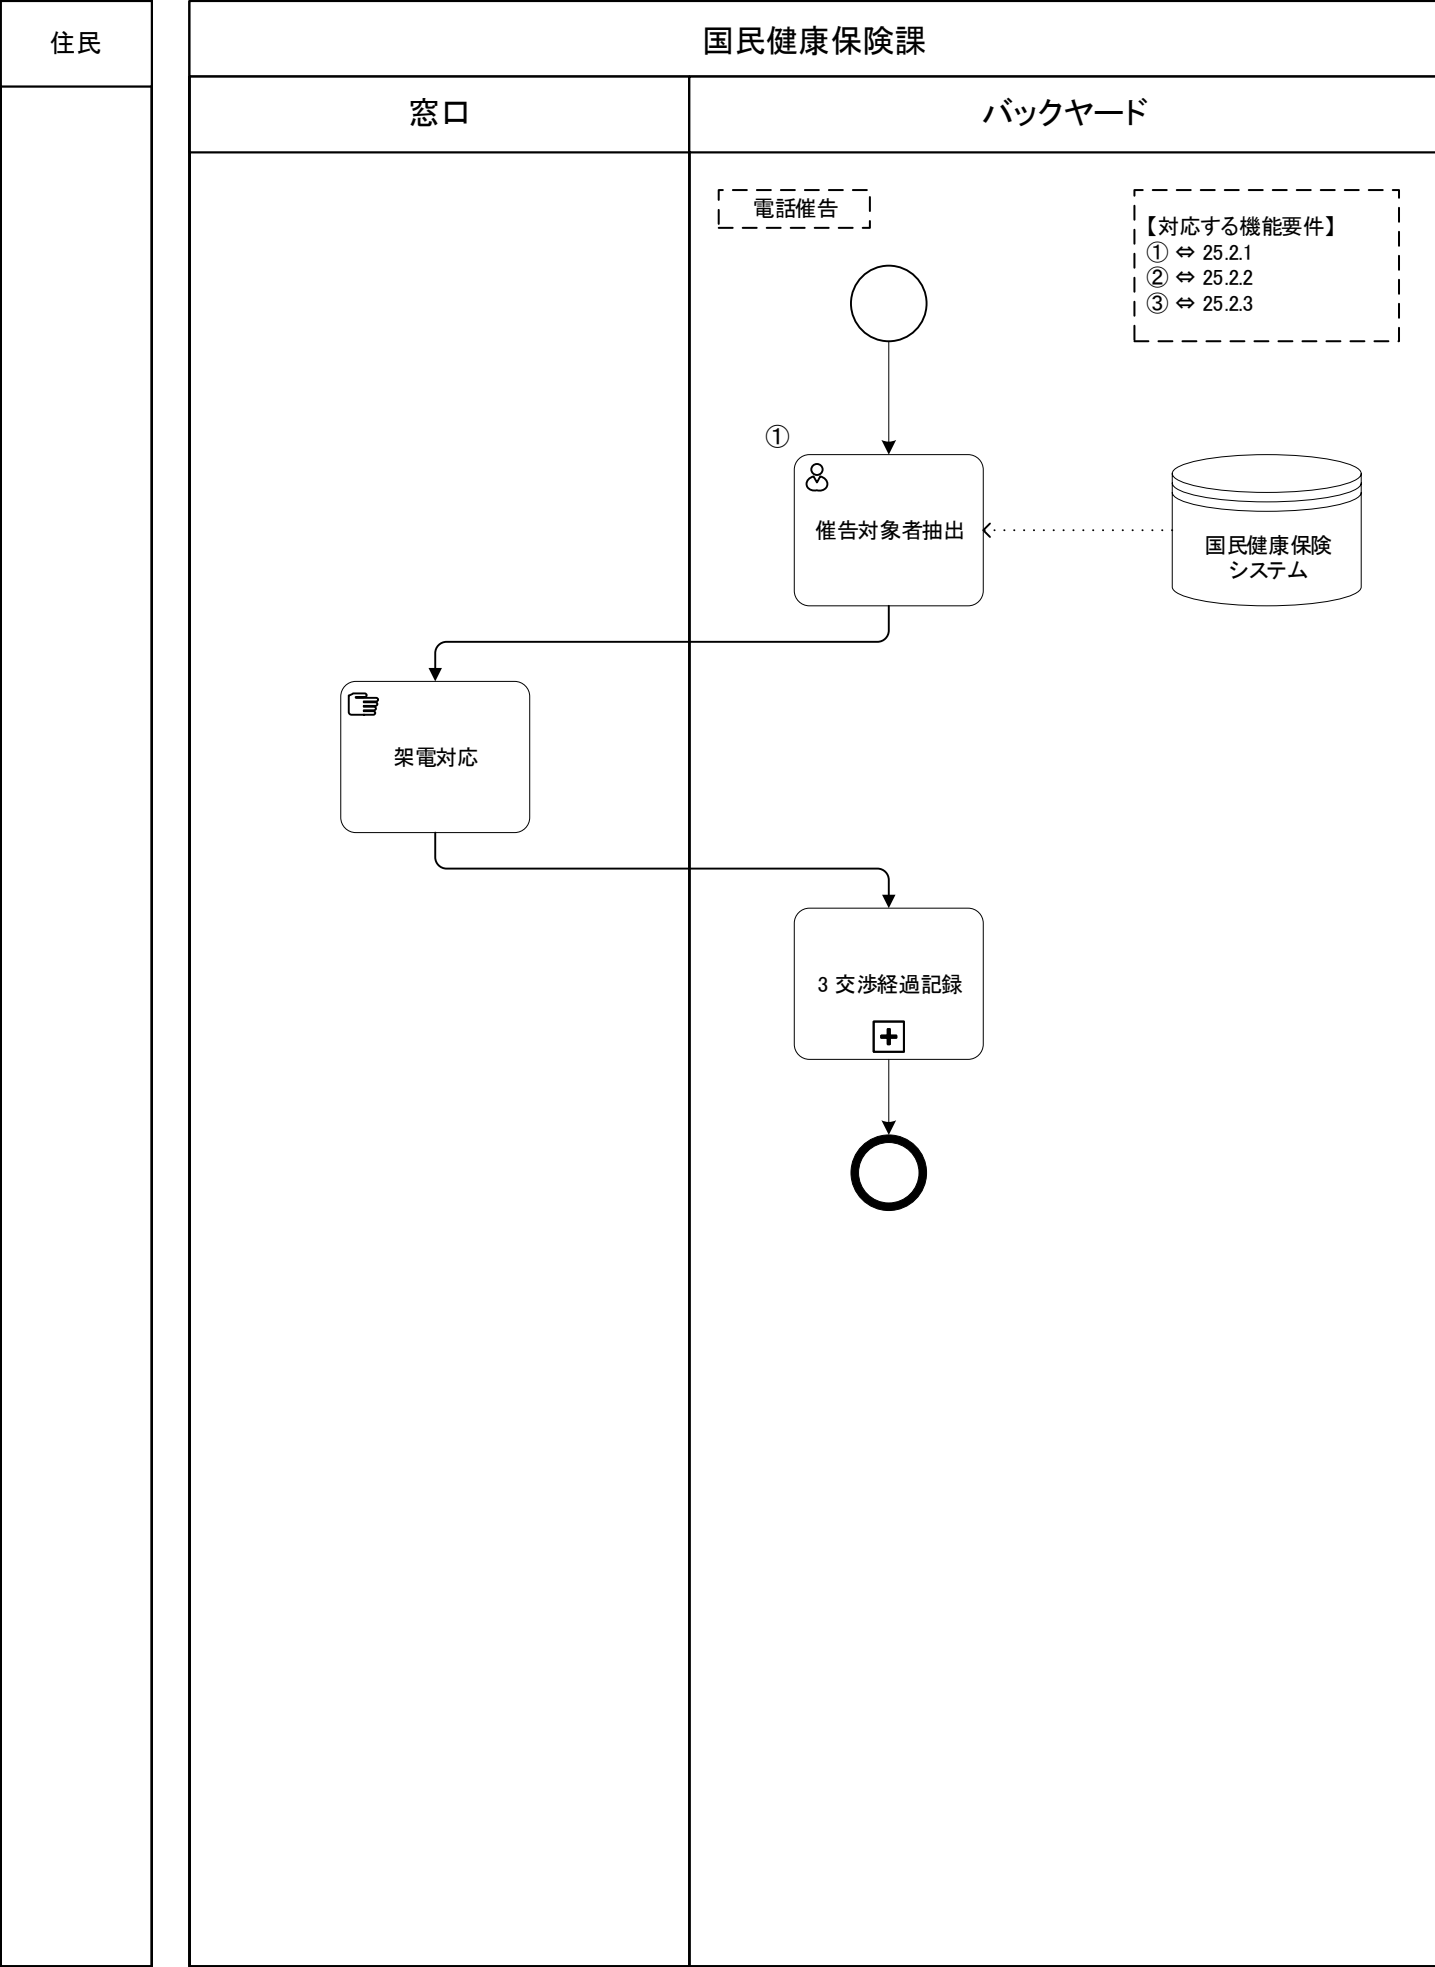 住民
国民健康保険課
窓口
バックヤード
電話催告
【対応する機能要件】
① ⇔ 25.2.1
② ⇔ 25.2.2
③ ⇔ 25.2.3
①
催告対象者抽出
国民健康保険
システム
架電対応
3 交渉経過記録